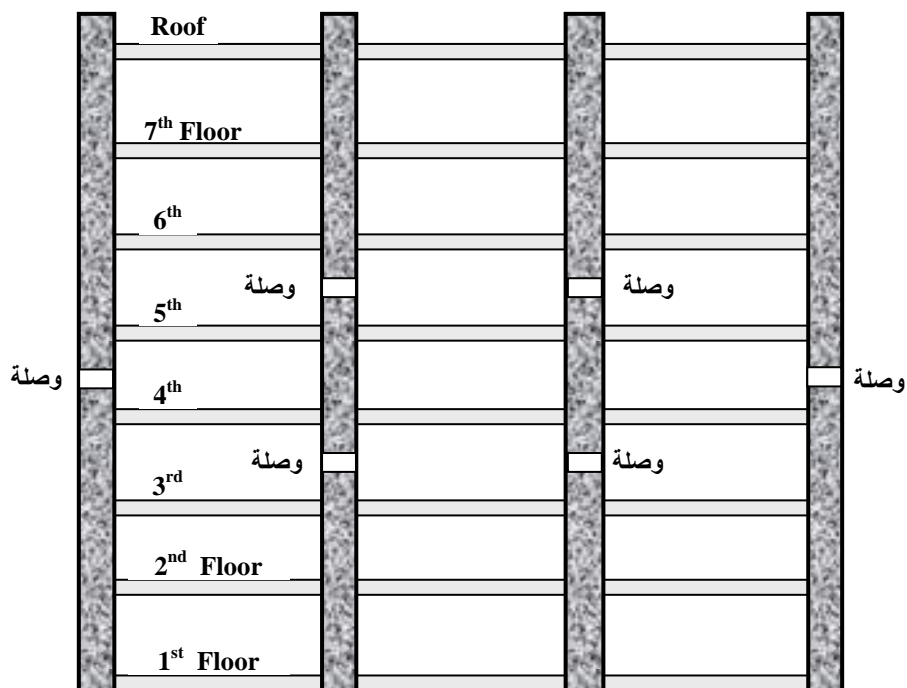 Roof
7th Floor
6th
وصلة
وصلة
5th
وصلة
وصلة
4th
وصلة
وصلة
3rd
2nd Floor
1st Floor